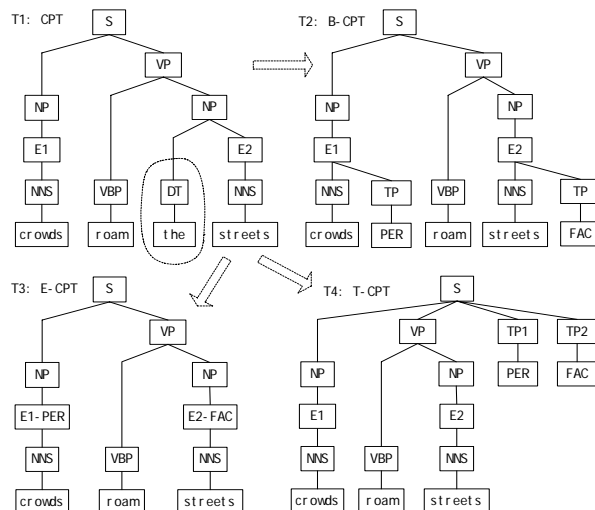 T1: CPT S T2: B-CPT S
VP VP
NP NP NP NP
E1 E2 E1 E2
NNS VBP DT NNS NNS TP VBP NNS TP
crowds roam the streets crowds PER roam streets FAC
T3: E-CPT S T4: T-CPT S
VP VP TP1 TP2
NP NP NP NP PER FAC
E1-PER E2-FAC E1 E2
NNS VBP NNS NNS VBP NNS
crowds roam streets crowds roam streets